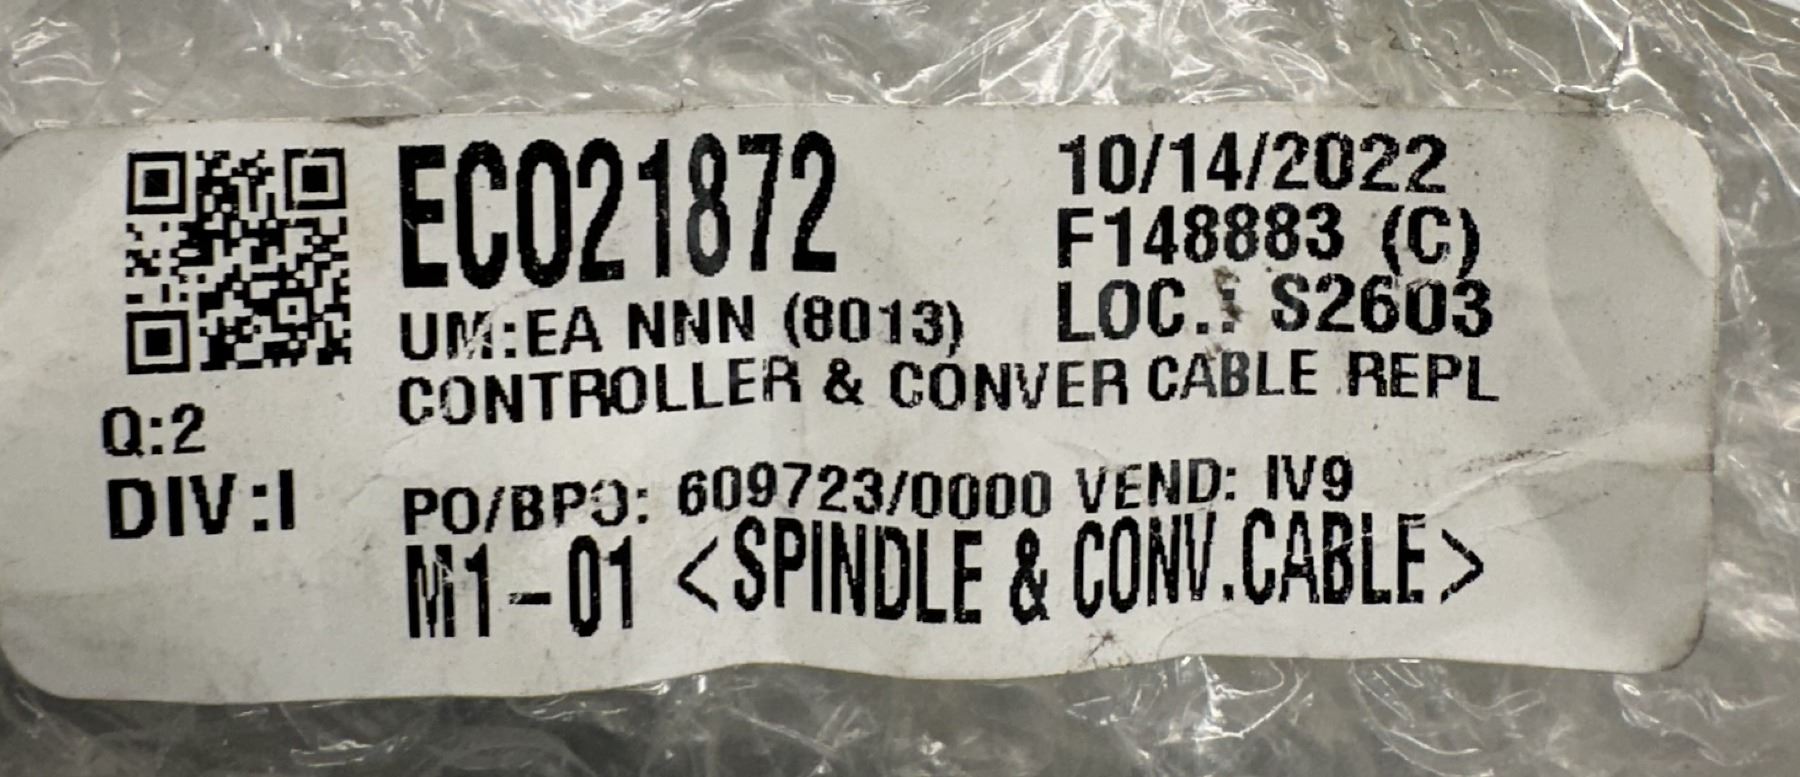 ECO21872
10/14/2022
F148883 (C)
UM:EA NNN (8013)
LOC.: S2603
CONTROLLER & CONVER CABLE REPL
Q:2
DIV:I
PO/BPO: 609723/0000 VEND: IV9
M1-01 <SPINDLE & CONV.CABLE>